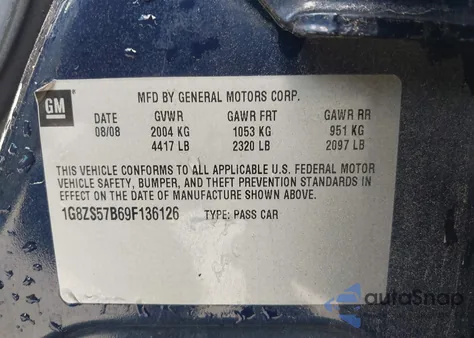 GM
MFD BY GENERAL MOTORS CORP.
DATE GVWR GAWR FRT GAWR RR
08/08 2004 KG 1053 KG 951 KG
4417 LB 2320 LB 2097 LB
THIS VEHICLE CONFORMS TO ALL APPLICABLE U.S. FEDERAL MOTOR
VEHICLE SAFETY, BUMPER, AND THEFT PREVENTION STANDARDS IN
EFFECT ON THE DATE OF MANUFACTURE SHOWN ABOVE.
1G8ZS57B69F136126 TYPE: PASS CAR
autoSnap